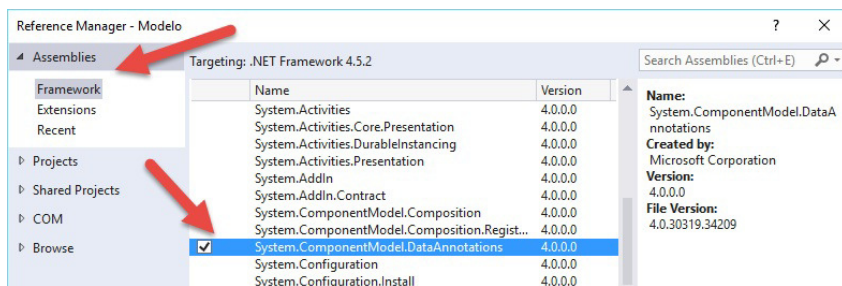 Reference Manager - Modelo
? ×
Assemblies
Framework
Extensions
Recent
Projects
Shared Projects
COM
Browse
Targeting: .NET Framework 4.5.2
Name Version
System.Activities 4.0.0.0
System.Activities.Core.Presentation 4.0.0.0
System.Activities.DurableInstancing 4.0.0.0
System.Activities.Presentation 4.0.0.0
System.AddIn 4.0.0.0
System.AddIn.Contract 4.0.0.0
System.ComponentModel.Composition 4.0.0.0
System.ComponentModel.Composition.Regist... 4.0.0.0
System.ComponentModel.DataAnnotations 4.0.0.0
System.Configuration 4.0.0.0
System.Configuration.Install 4.0.0.0
Search Assemblies (Ctrl+E)
Name:
System.ComponentModel.DataA
nnotations
Created by:
Microsoft Corporation
Version:
4.0.0.0
File Version:
4.0.30319.34209